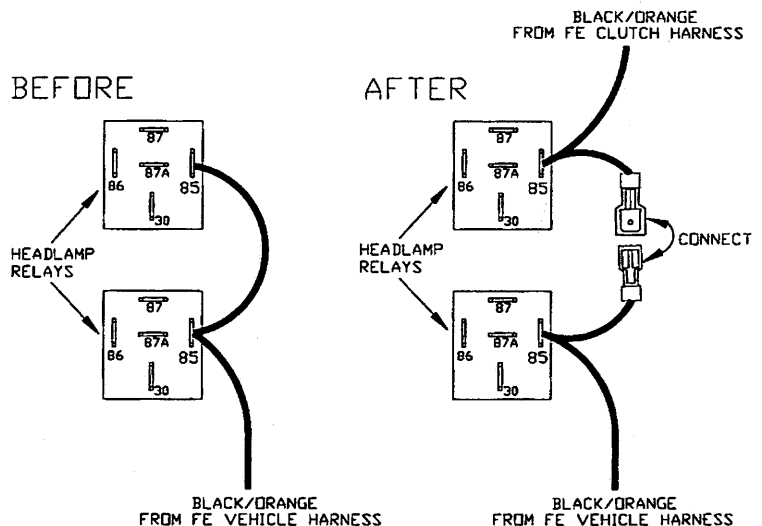 BLACK/ORANGE
FROM FE CLUTCH HARNESS
BEFORE
AFTER
87
86
87A
85
30
87
86
87A
85
30
HEADLAMP
RELAYS
HEADLAMP
RELAYS
CONNECT
87
86
87A
85
30
87
86
87A
85
30
BLACK/ORANGE
FROM FE VEHICLE HARNESS
BLACK/ORANGE
FROM FE VEHICLE HARNESS